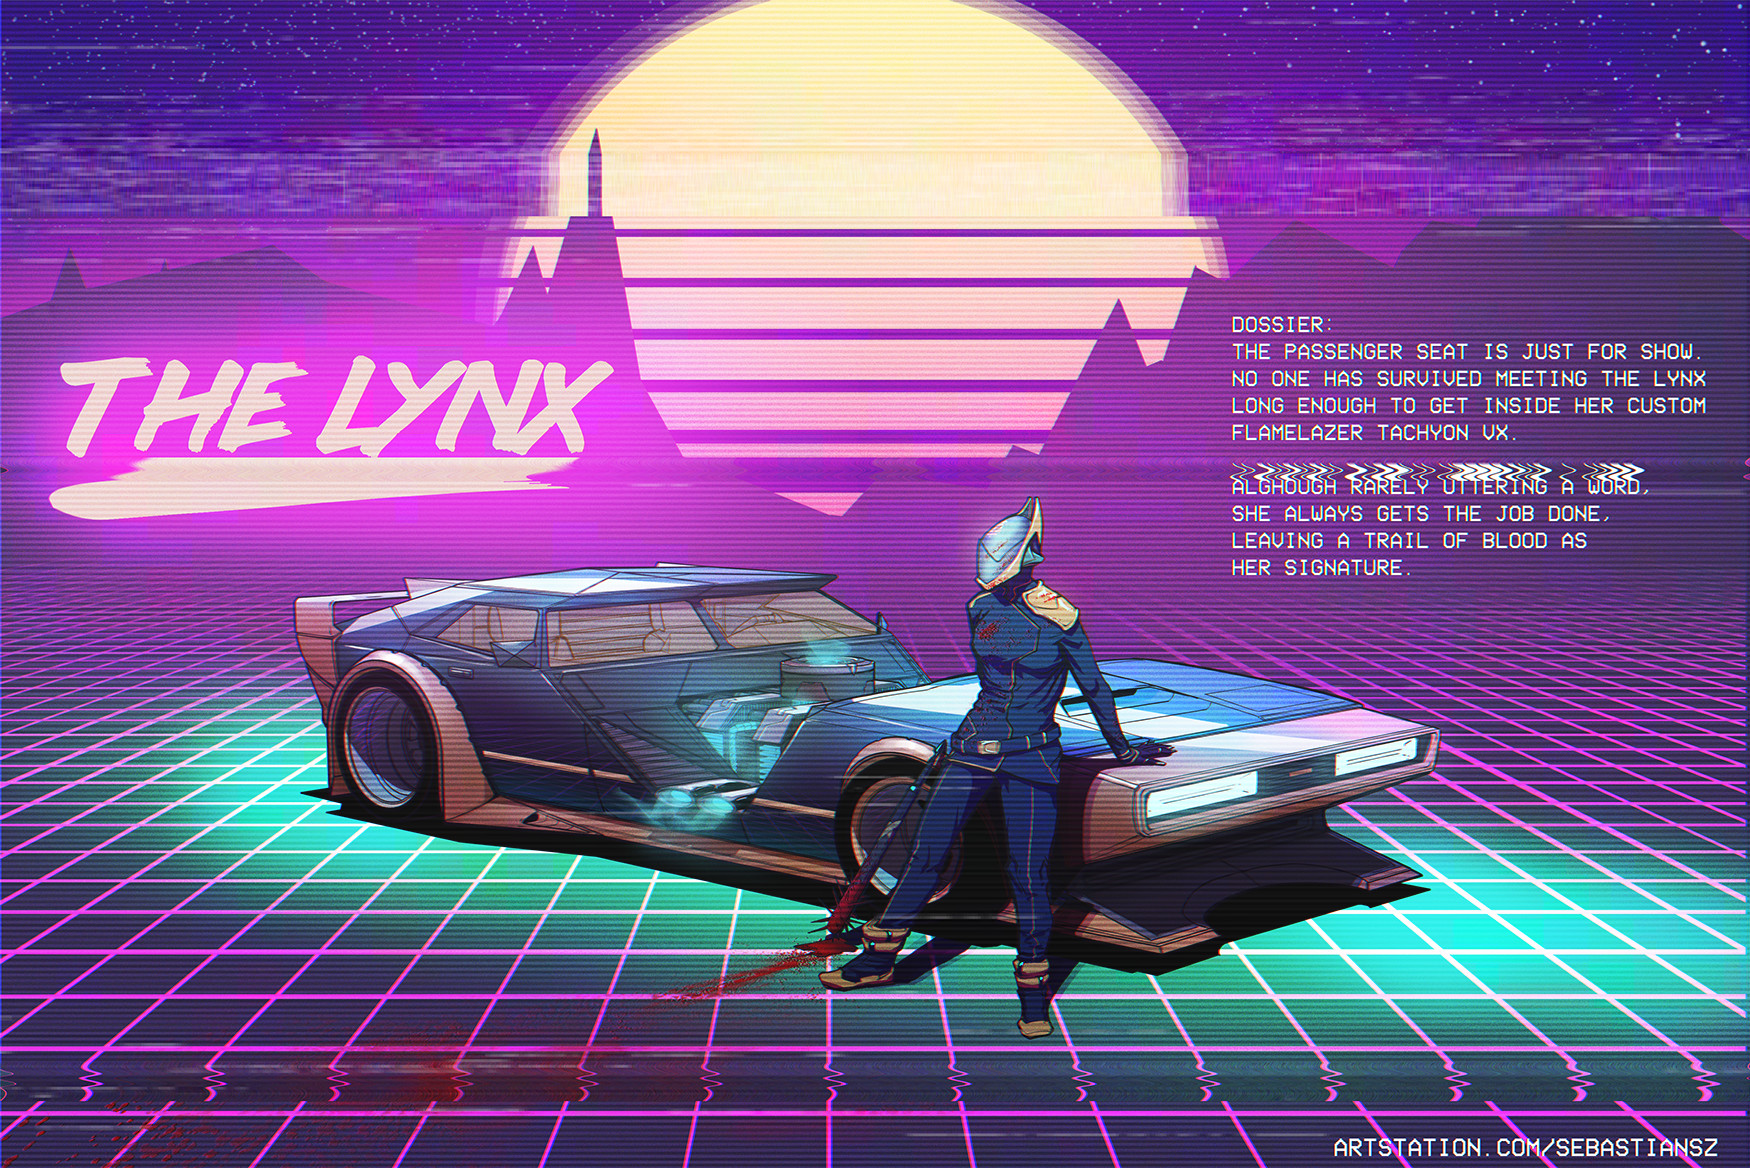 THE LYNX
DOSSIER:
THE PASSENGER SEAT IS JUST FOR SHOW.
NO ONE HAS SURVIVED MEETING THE LYNX
LONG ENOUGH TO GET INSIDE HER CUSTOM
FLAMELAZER TACHYON VX.
ALGHOUGH RARELY UTTERING A WORD,
SHE ALWAYS GETS THE JOB DONE,
LEAVING A TRAIL OF BLOOD AS
HER SIGNATURE.
ARTSTATION.COM/SEBASTIANSZ